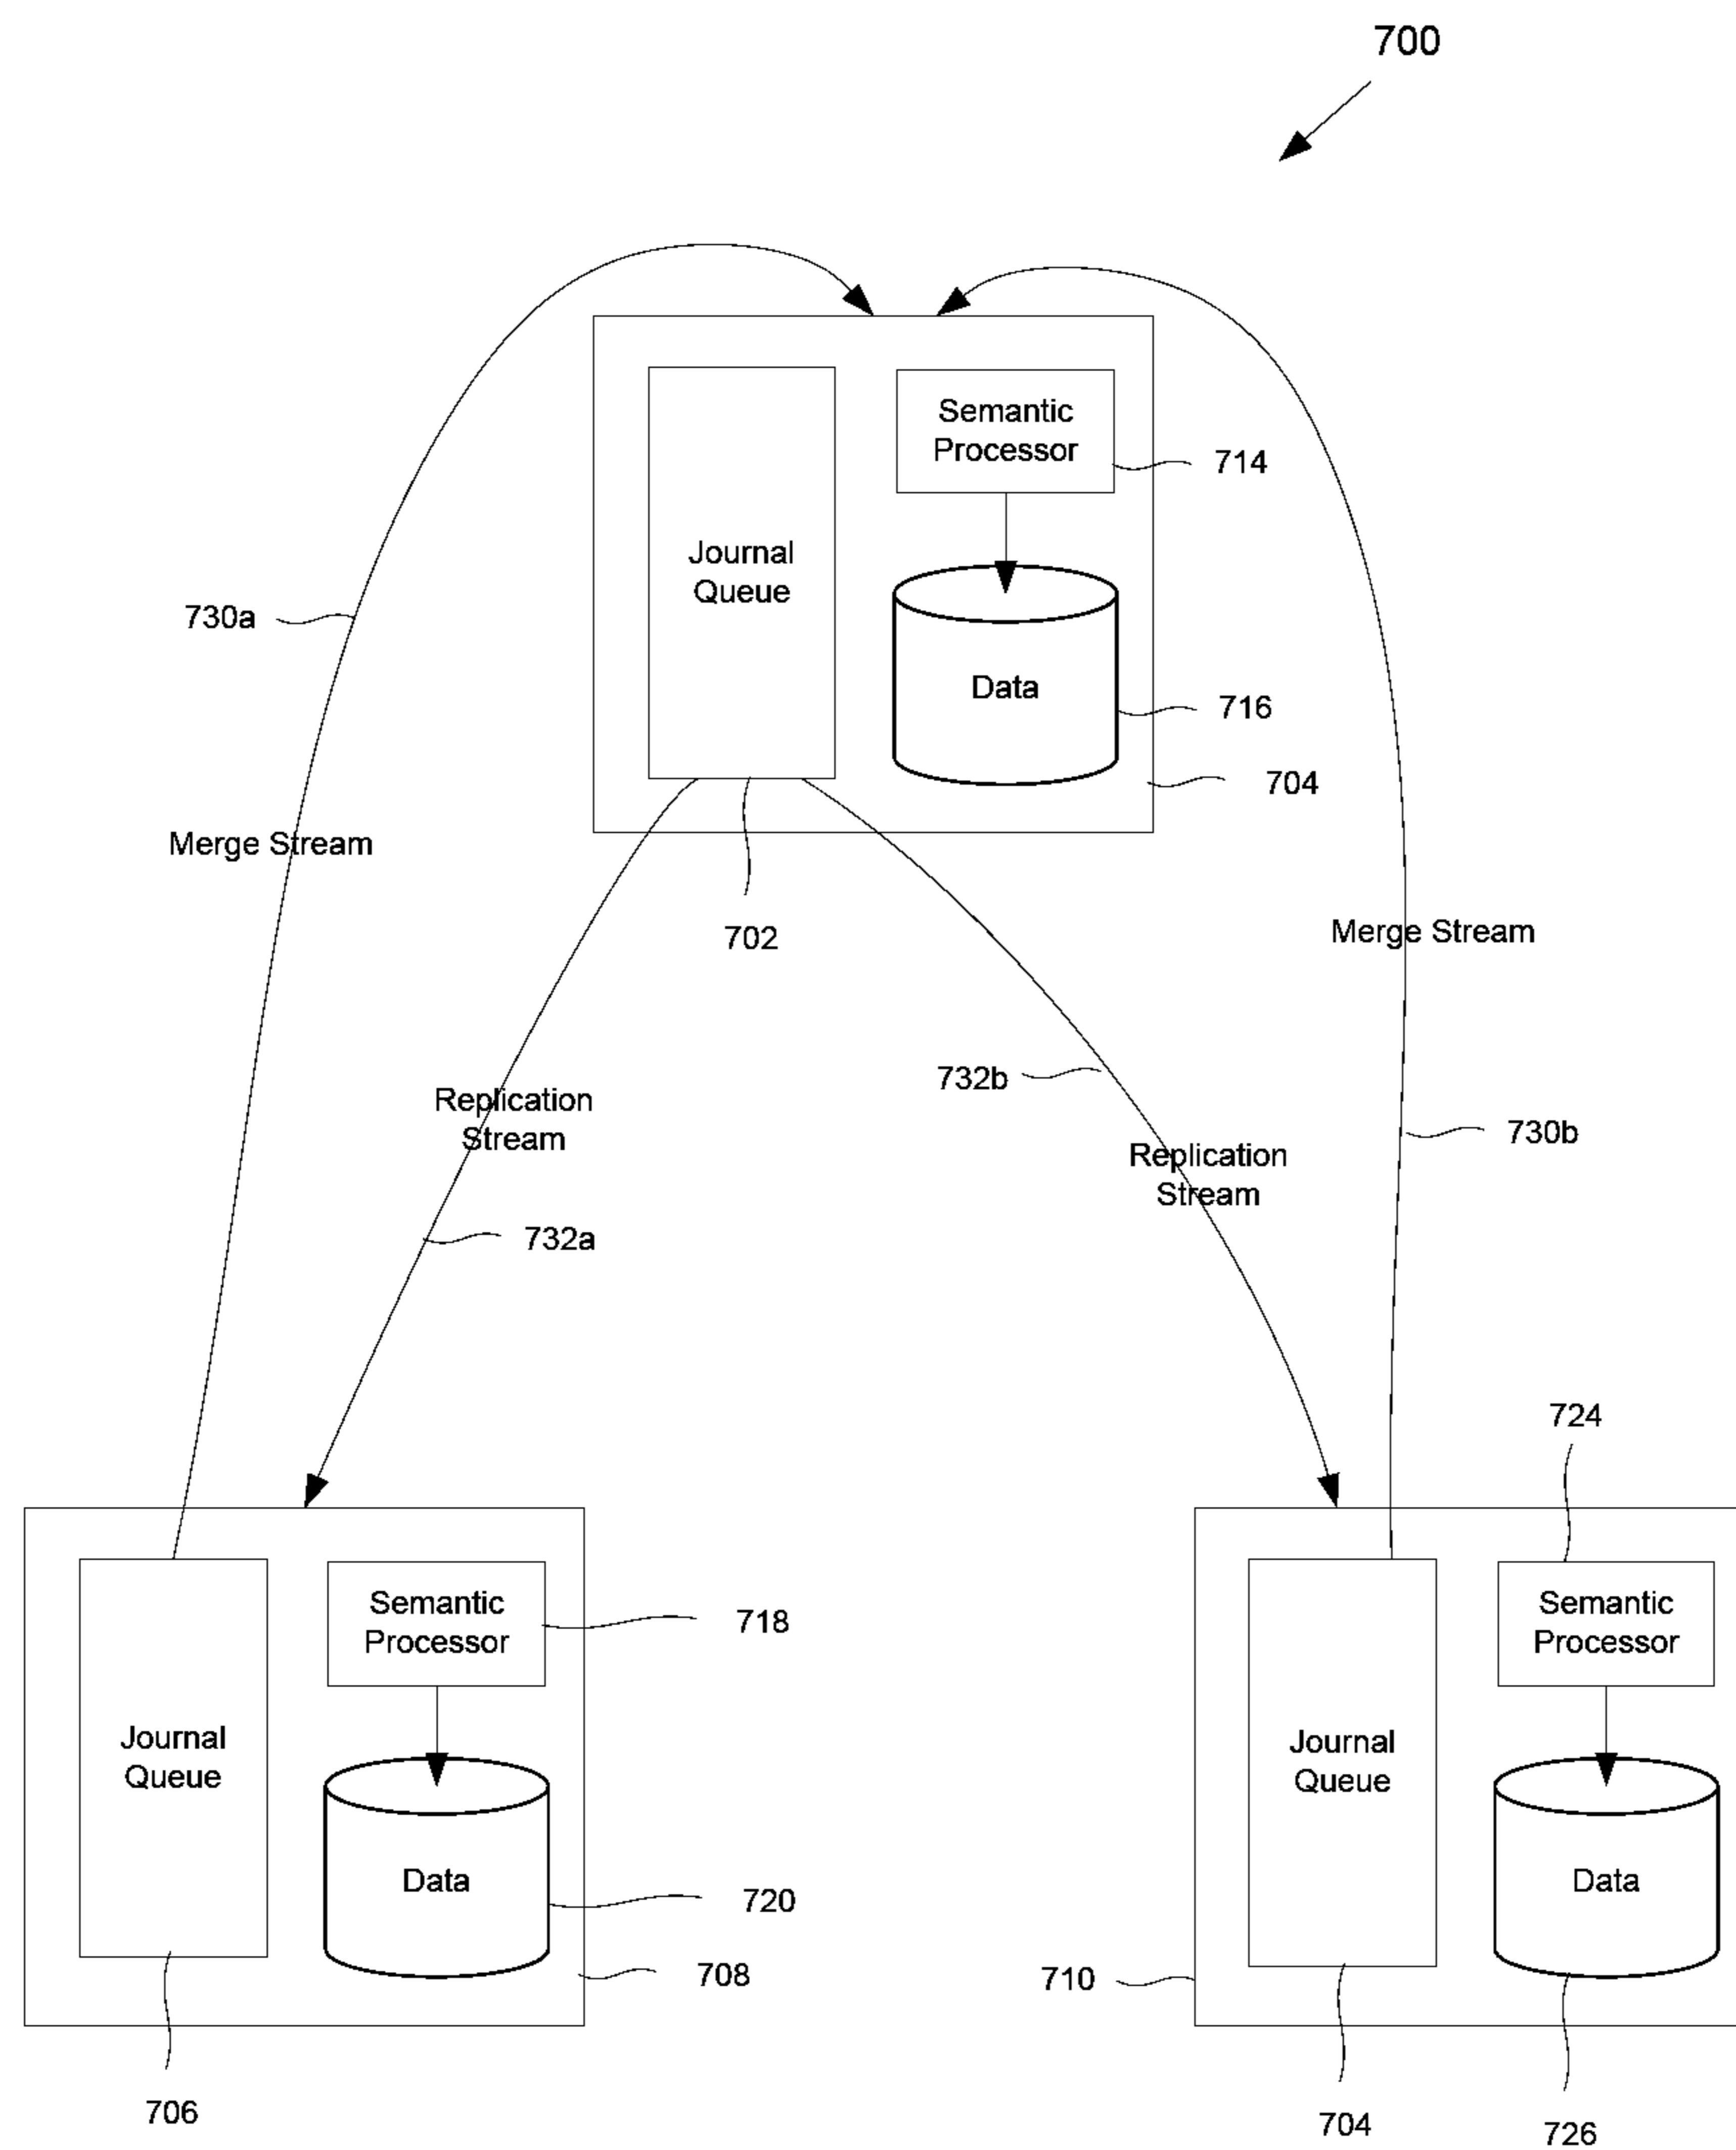 700
Semantic
Processor
714
Journal
Queue
730a
Data
716
704
Merge Stream
702
Merge Stream
732b
Replication
Stream
730b
Replication
Stream
732a
724
Semantic
Processor
718
Semantic
Processor
Journal
Queue
Journal
Queue
Data
720
Data
708
710
706
704
726